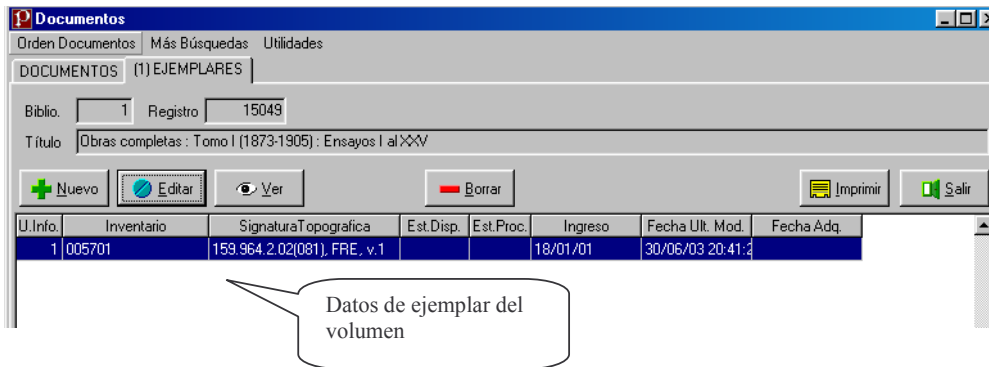 Documentos
Orden Documentos Más Búsquedas Utilidades
DOCUMENTOS (1) EJEMPLARES
Biblio. 1 Registro 15049
Título Obras completas : Tomo I (1873-1905) : Ensayos I al XXV
Nuevo Editar Ver Borrar Imprimir Salir
U.Info. Inventario SignaturaTopografica Est.Disp. Est.Proc. Ingreso Fecha Ult. Mod. Fecha Adq.
1 005701 159.964.2.02(081), FRE, v.1 18/01/01 30/06/03 20:41:2
Datos de ejemplar del
volumen